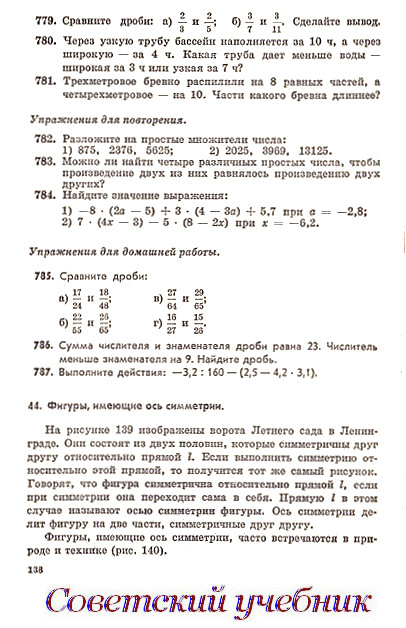 779. Сравните дроби: а) 2/3 и 2/5; б) 3/7 и 3/11. Сделайте вывод.
780. Через узкую трубу бассейн наполняется за 10 ч, а через
широкую — за 4 ч. Какая труба дает меньше воды —
широкая за 3 ч или узкая за 7 ч?
781. Трехметровое бревно распилили на 8 равных частей, а
четырехметровое — на 10. Части какого бревна длиннее?
Упражнения для повторения.
782. Разложите на простые множители числа:
1) 875, 2376, 5625; 2) 2025, 3969, 13125.
783. Можно ли найти четыре различных простых числа, чтобы
произведение двух из них равнялось произведению двух
других?
784. Найдите значение выражения:
1) −8 · (2a − 5) + 3 · (4 − 3a) + 5,7 при a = −2,8;
2) 7 · (4x − 3) − 5 · (8 − 2x) при x = −6,2.
Упражнения для домашней работы.
785. Сравните дроби:
а) 17/24 и 18/48; в) 27/64 и 29/65;
б) 22/55 и 26/65; г) 16/27 и 15/28.
786. Сумма числителя и знаменателя дроби равна 23. Числитель
меньше знаменателя на 9. Найдите дробь.
787. Выполните действия: −3,2 : 160 − (2,5 − 4,2 · 3,1).
44. Фигуры, имеющие ось симметрии.
На рисунке 139 изображены ворота Летнего сада в Ленин-
граде. Они состоят из двух половин, которые симметричны друг
другу относительно прямой l. Если выполнить симметрию от-
носительно этой прямой, то получится тот же самый рисунок.
Говорят, что фигура симметрична относительно прямой l, если
при симметрии она переходит сама в себя. Прямую l в этом
случае называют осью симметрии фигуры. Ось симметрии де-
лит фигуру на две части, симметричные друг другу.
Фигуры, имеющие ось симметрии, часто встречаются в при-
роде и технике (рис. 140).
138
Советский учебник